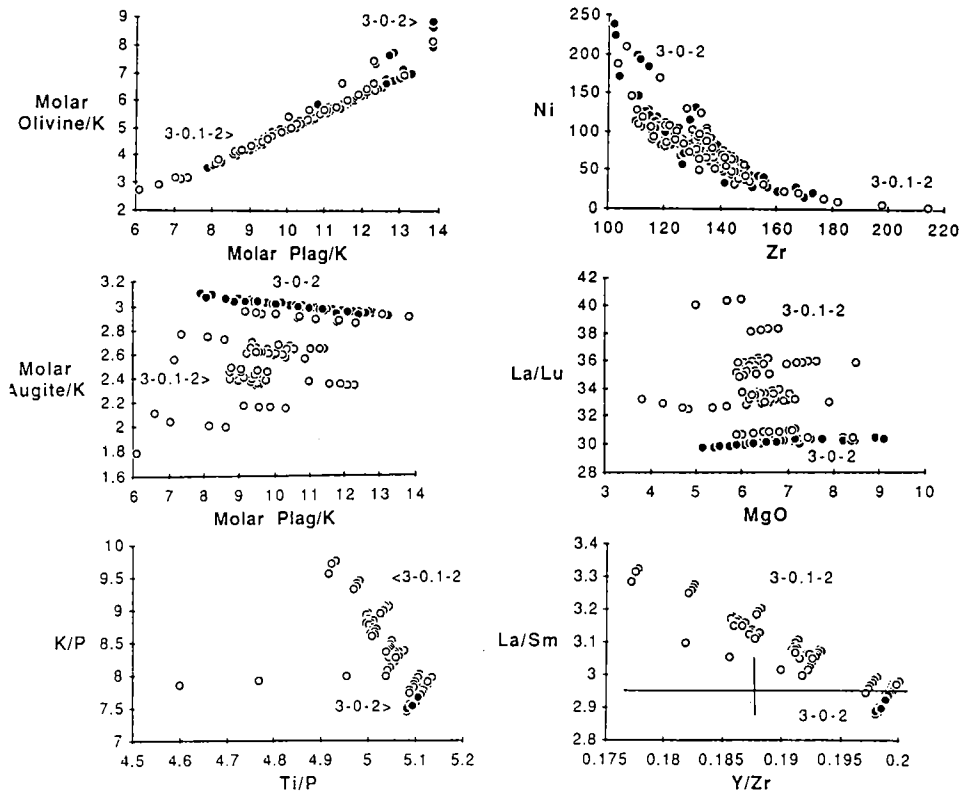 9
8
7
6
5
4
3
2
Molar
Olivine/K
3-0-2>
3-0.1-2>
6 7 8 9 10 11 12 13 14
Molar Plag/K
250
200
150
100
50
0
Ni
3-0-2
3-0.1-2
100 120 140 160 180 200 220
Zr
3.2
3
2.8
2.6
2.4
2.2
2
1.8
1.6
Molar
Augite/K
3-0-2
3-0.1-2>
6 7 8 9 10 11 12 13 14
Molar Plag/K
42
40
38
36
34
32
30
28
La/Lu
3-0.1-2
3-0-2
3 4 5 6 7 8 9 10
MgO
10
9.5
9
8.5
8
7.5
7
K/P
<3-0.1-2
3-0-2>
4.5 4.6 4.7 4.8 4.9 5 5.1 5.2
Ti/P
3.4
3.3
3.2
3.1
3
2.9
2.8
La/Sm
3-0.1-2
3-0-2
0.175 0.185 0.195 0.2
Y/Zr